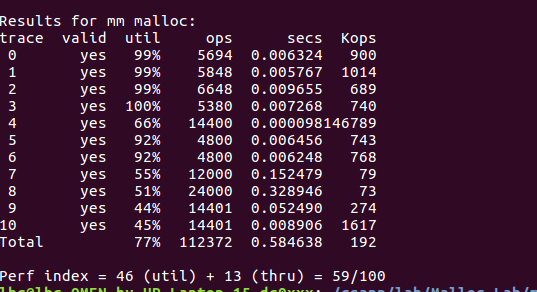 Results for mm malloc:
trace valid util ops secs Kops
0 yes 99% 5694 0.006324 900
1 yes 99% 5848 0.005767 1014
2 yes 99% 6648 0.009655 689
3 yes 100% 5380 0.007268 740
4 yes 66% 14400 0.000098146789
5 yes 92% 4800 0.006456 743
6 yes 92% 4800 0.006248 768
7 yes 55% 12000 0.152479 79
8 yes 51% 24000 0.328946 73
9 yes 44% 14401 0.052490 274
10 yes 45% 14401 0.008906 1617
Total 77% 112372 0.584638 192
Perf index = 46 (util) + 13 (thru) = 59/100